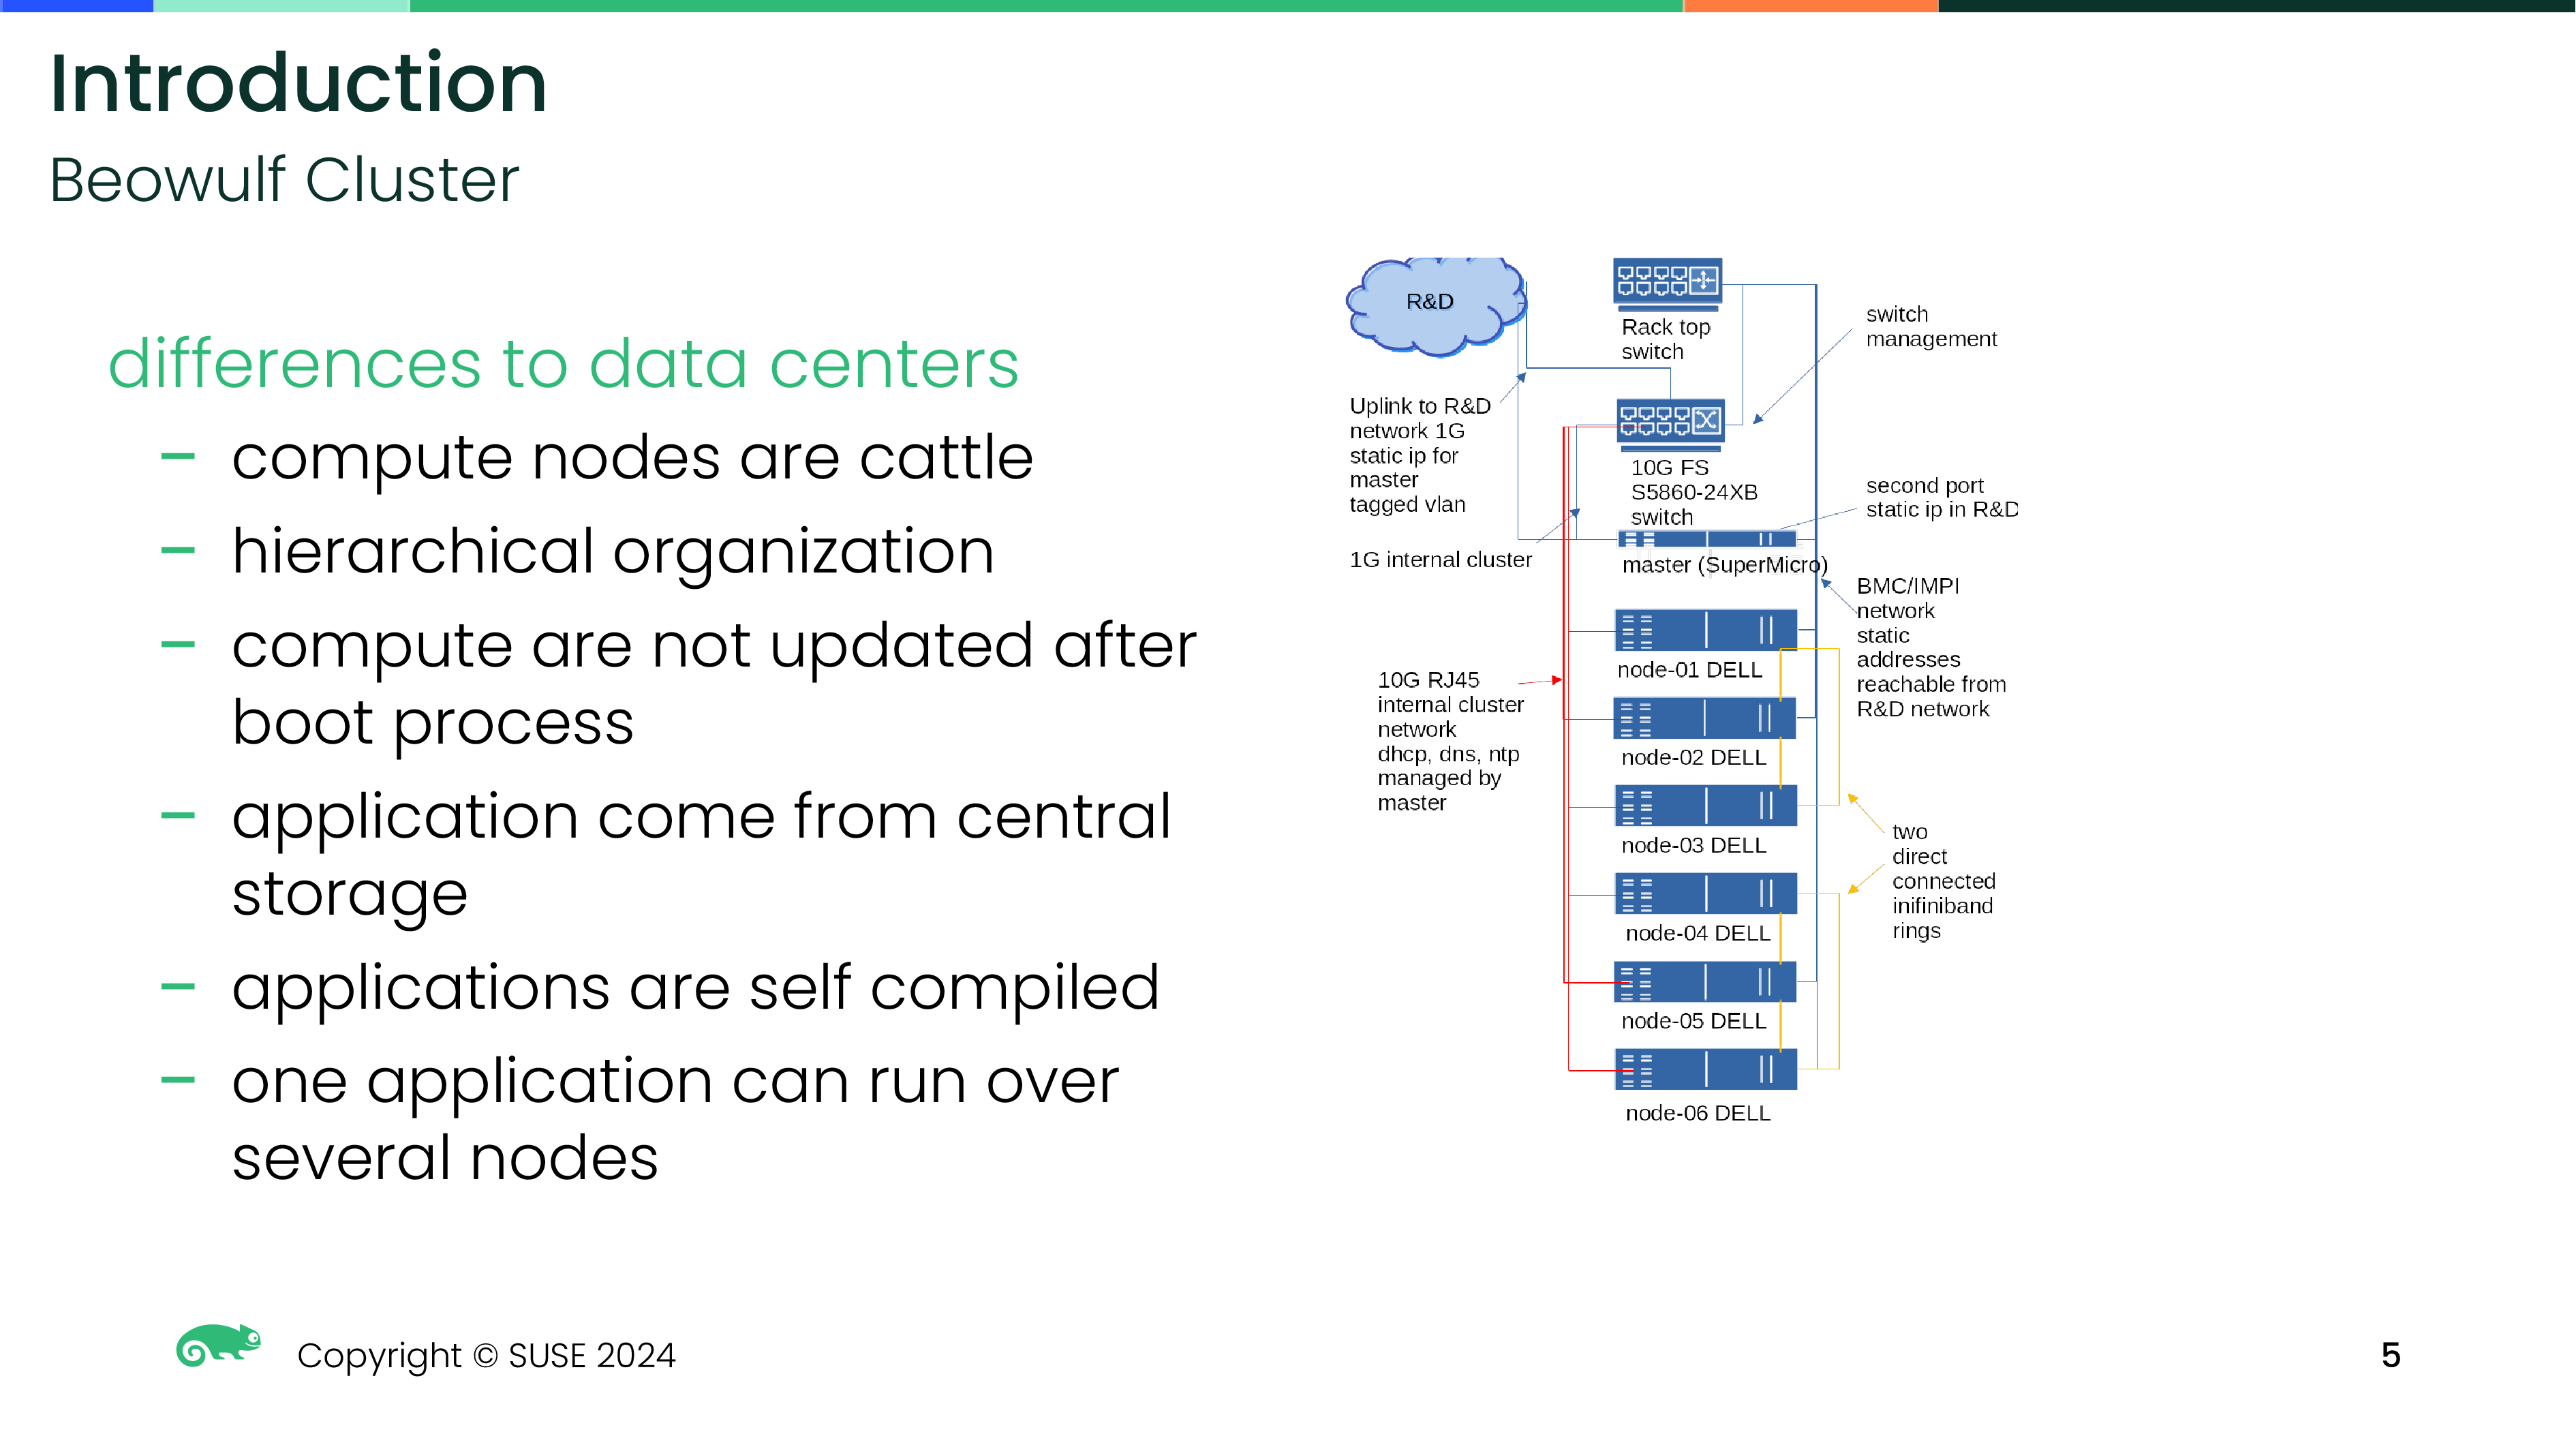 Introduction
Beowulf Cluster
differences to data centers
– compute nodes are cattle
– hierarchical organization
– compute are not updated after
boot process
– application come from central
storage
– applications are self compiled
– one application can run over
several nodes
R&D
Rack top
switch
switch
management
Uplink to R&D
network 1G
static ip for
master
tagged vlan
10G FS
S5860-24XB
switch
second port
static ip in R&D
1G internal cluster
master (SuperMicro)
BMC/IMPI
network
static
addresses
reachable from
R&D network
node-01 DELL
10G RJ45
internal cluster
network
dhcp, dns, ntp
managed by
master
node-02 DELL
node-03 DELL
two
direct
connected
inifiniband
rings
node-04 DELL
node-05 DELL
node-06 DELL
Copyright © SUSE 2024
5